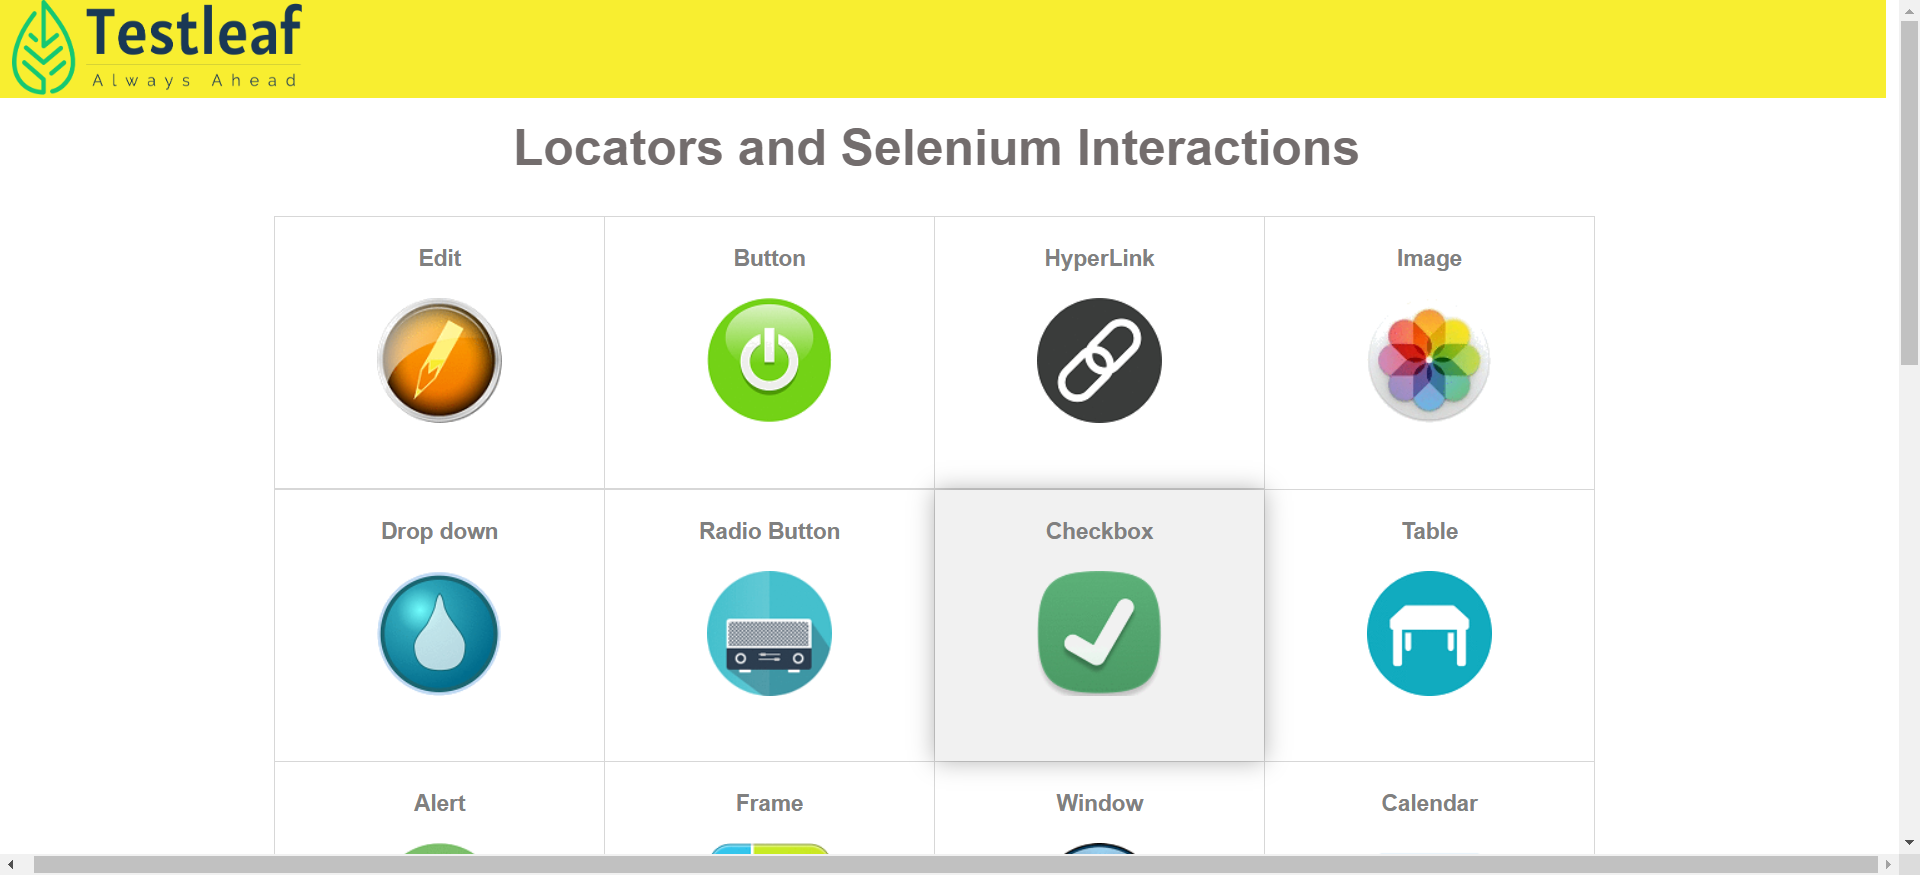 Testleaf
Always Ahead
Locators and Selenium Interactions
Edit
Button
HyperLink
Image
Drop down
Radio Button
Checkbox
Table
Alert
Frame
Window
Calendar